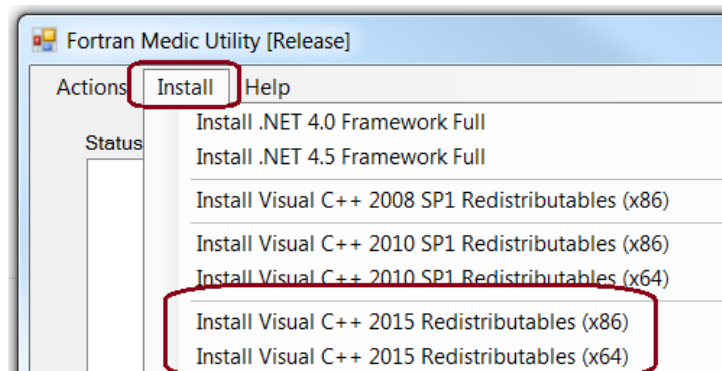 Fortran Medic Utility [Release]
Actions Install Help
Status
Install .NET 4.0 Framework Full
Install .NET 4.5 Framework Full
Install Visual C++ 2008 SP1 Redistributables (x86)
Install Visual C++ 2010 SP1 Redistributables (x86)
Install Visual C++ 2010 SP1 Redistributables (x64)
Install Visual C++ 2015 Redistributables (x86)
Install Visual C++ 2015 Redistributables (x64)